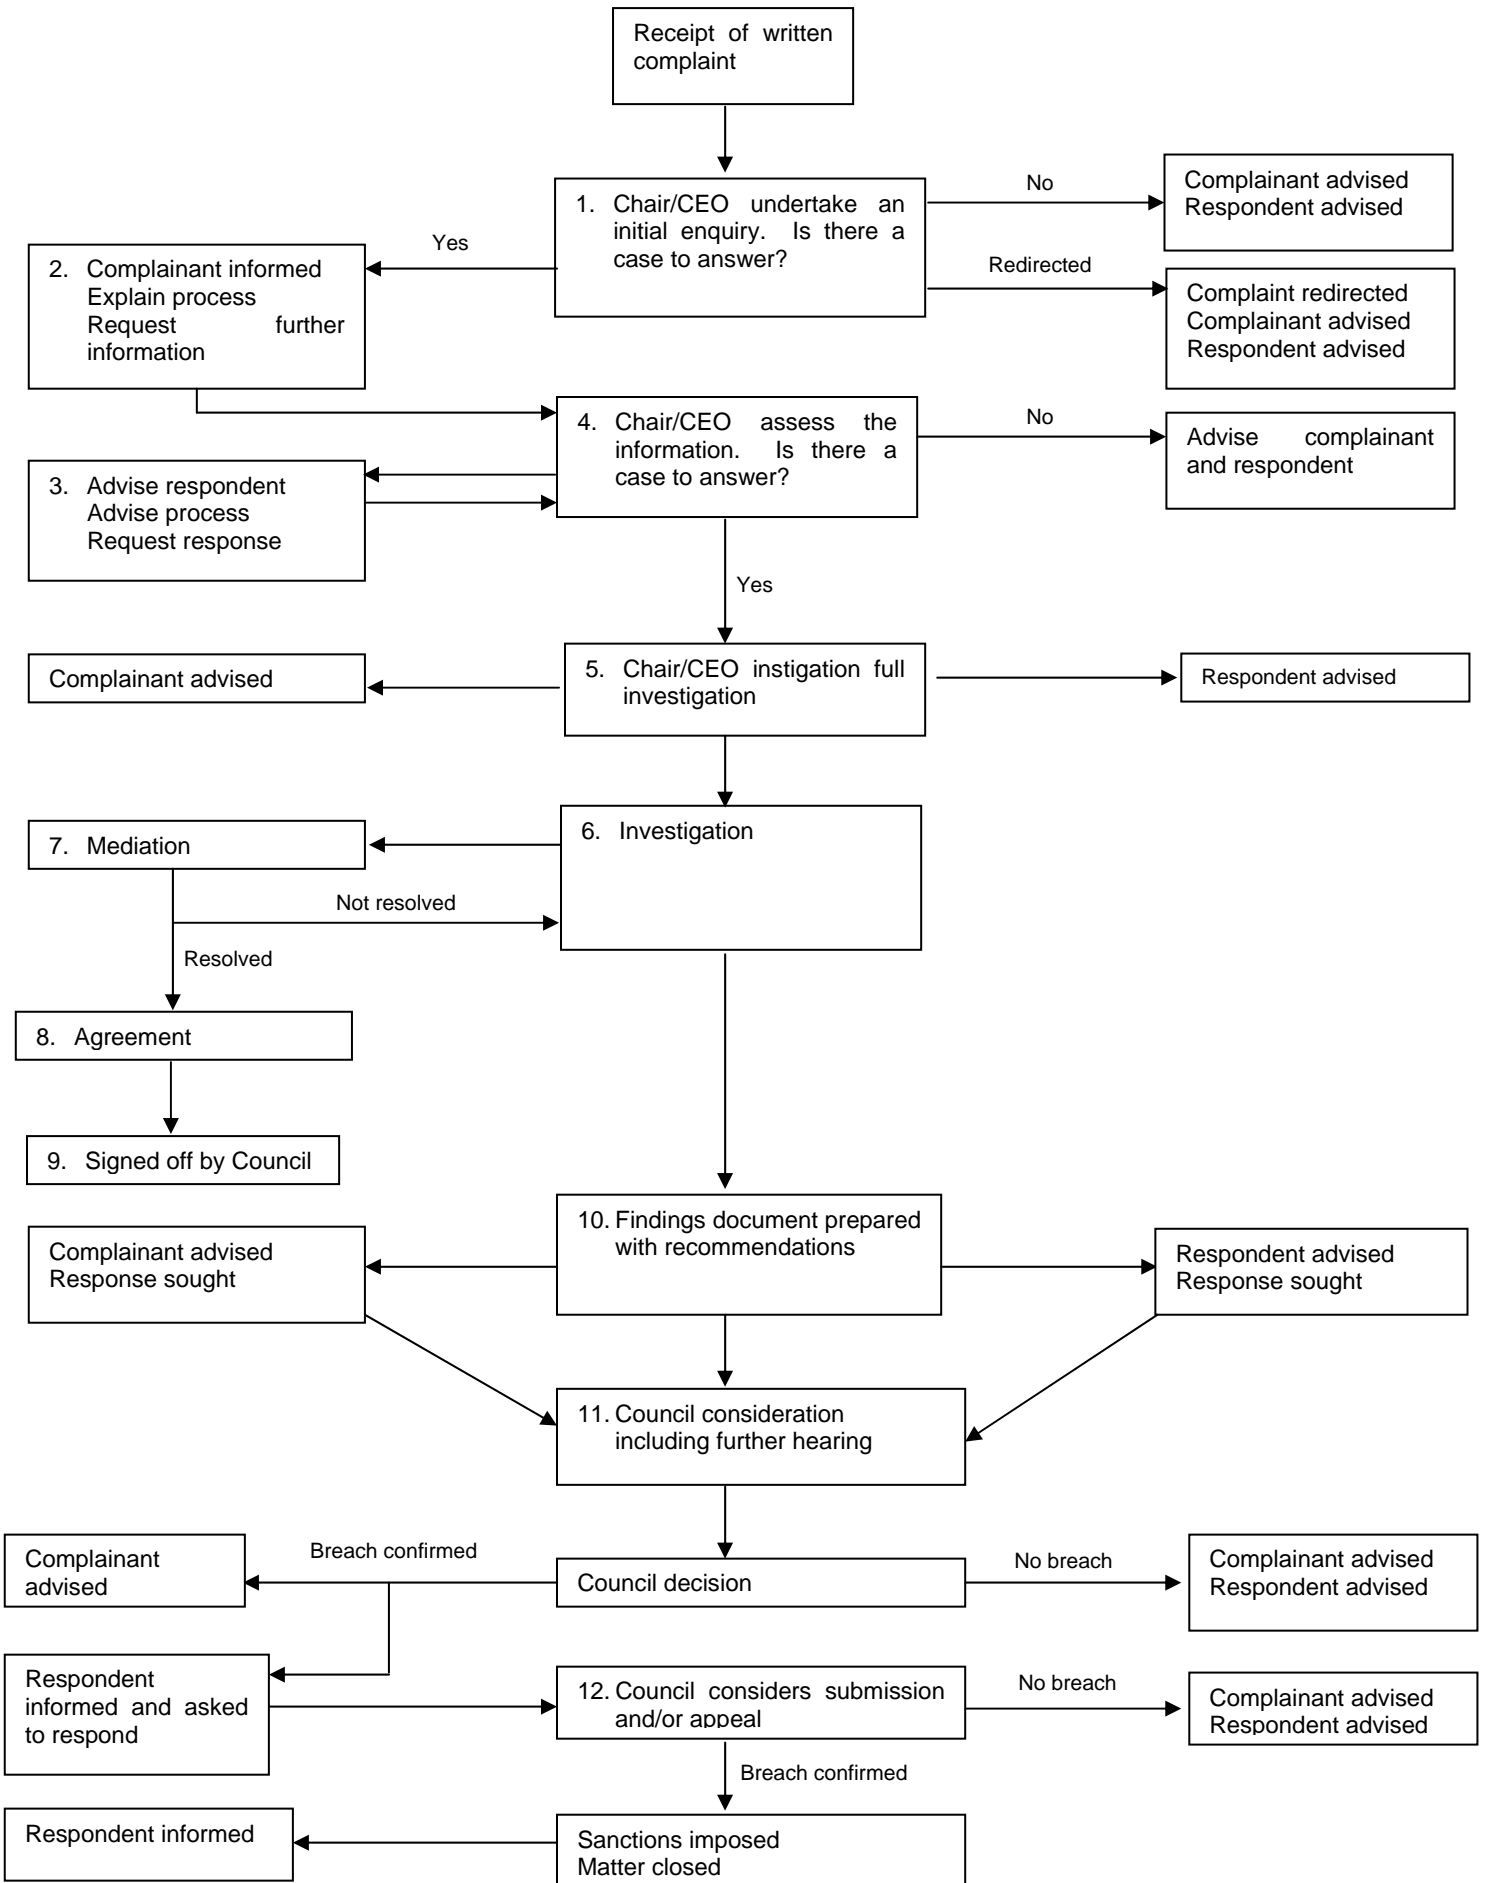 Receipt of written
complaint
1. Chair/CEO undertake an
initial enquiry. Is there a
case to answer?
No
Complainant advised
Respondent advised
Yes
2. Complainant informed
Explain process
Request further
information
Redirected
Complaint redirected
Complainant advised
Respondent advised
4. Chair/CEO assess the
information. Is there a
case to answer?
No
Advise complainant
and respondent
3. Advise respondent
Advise process
Request response
Yes
Complainant advised
5. Chair/CEO instigation full
investigation
Respondent advised
6. Investigation
7. Mediation
Not resolved
Resolved
8. Agreement
9. Signed off by Council
10. Findings document prepared
with recommendations
Complainant advised
Response sought
Respondent advised
Response sought
11. Council consideration
including further hearing
Complainant
advised
Breach confirmed
Council decision
No breach
Complainant advised
Respondent advised
Respondent
informed and asked
to respond
12. Council considers submission
and/or appeal
No breach
Complainant advised
Respondent advised
Breach confirmed
Respondent informed
Sanctions imposed
Matter closed